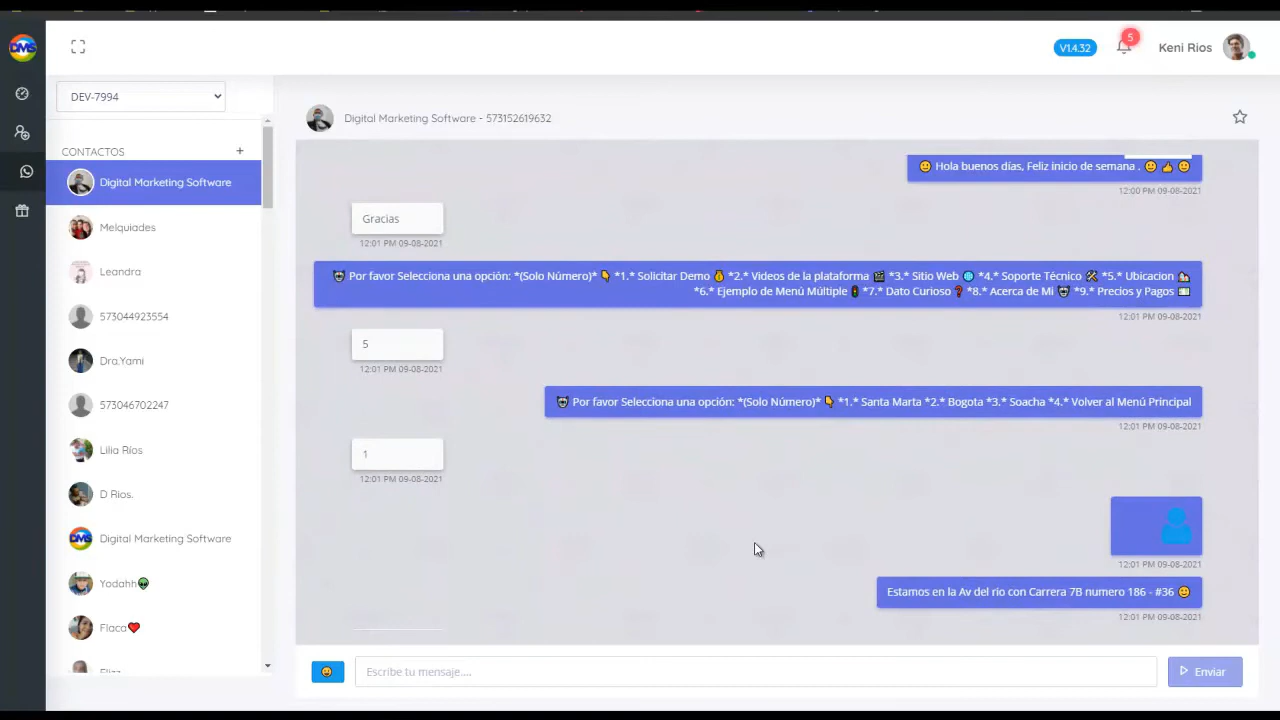 DMS
V1.4.32
5
Keni Rios
DEV-7994
CONTACTOS +
Digital Marketing Software
Melquiades
Leandra
573044923554
Dra.Yami
573046702247
Lilia Ríos
D Rios.
DMS
Digital Marketing Software
Yodahh👽
Flaca❤️
Digital Marketing Software - 573152619632
🙂 Hola buenos días, Feliz inicio de semana . 🙂 👍 🙂
12:00 PM 09-08-2021
Gracias
12:01 PM 09-08-2021
Por favor Selecciona una opción: *(Solo Número)* 👇 *1.* Solicitar Demo 💰 *2.* Videos de la plataforma 🎬 *3.* Sitio Web 🌐 *4.* Soporte Técnico 🛠 *5.* Ubicacion
*6.* Ejemplo de Menú Múltiple 🚦 *7.* Dato Curioso ❓ *8.* Acerca de Mi *9.* Precios y Pagos 💵
12:01 PM 09-08-2021
5
12:01 PM 09-08-2021
Por favor Selecciona una opción: *(Solo Número)* 👇 *1.* Santa Marta *2.* Bogota *3.* Soacha *4.* Volver al Menú Principal
12:01 PM 09-08-2021
1
12:01 PM 09-08-2021
12:01 PM 09-08-2021
Estamos en la Av del rio con Carrera 7B numero 186 - #36 🙂
12:01 PM 09-08-2021
Escribe tu mensaje....
Enviar